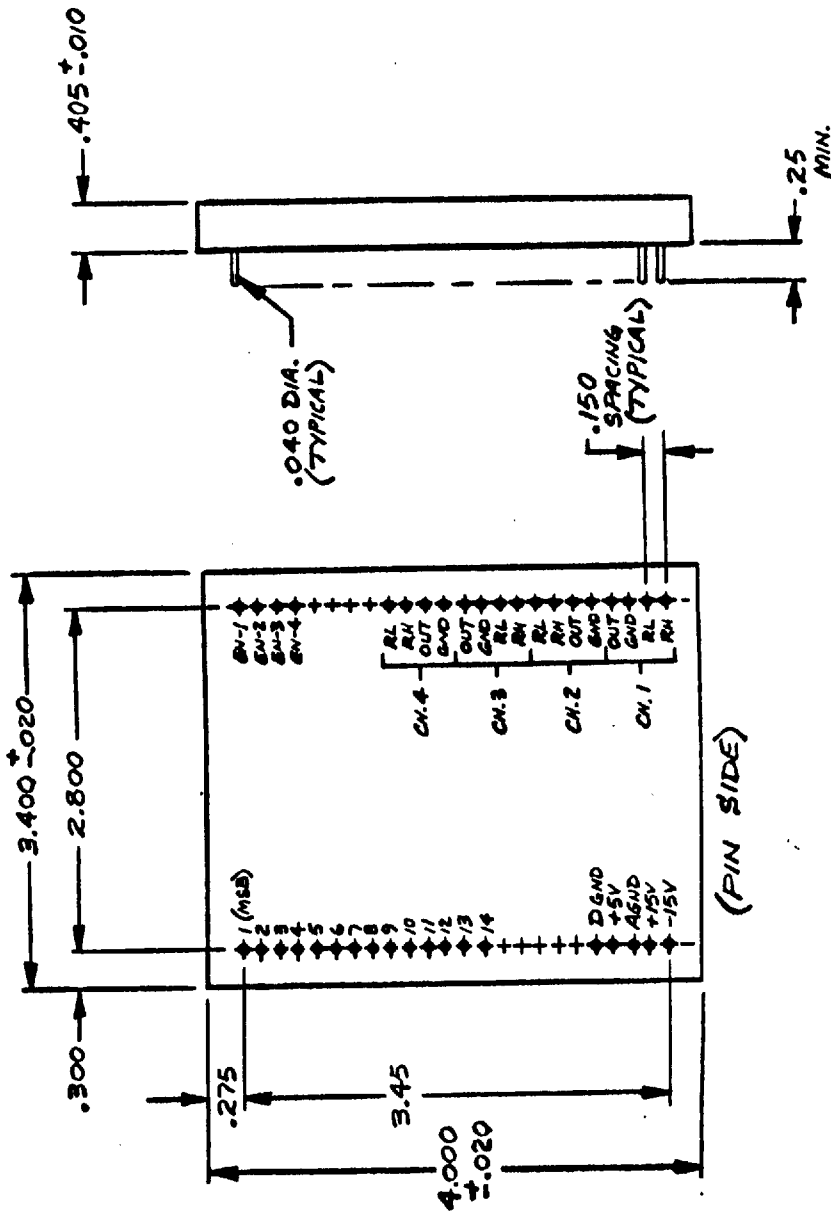 3.400 ±.020
2.800
.300
.275
3.45
4.000
±.020
1 (MSB)
2
3
4
5
6
7
8
9
10
11
12
13
14
DGND
+5V
AGND
+15V
-15V
EN-1
EN-2
EN-3
EN-4
RL
RH
OUT
GND
CH.4
OUT
GND
RL
RH
CH.3
RL
RH
OUT
GND
CH.2
OUT
GND
RL
RH
CH.1
(PIN SIDE)
.405 ±.010
.040 DIA.
(TYPICAL)
.150
SPACING
(TYPICAL)
.25
MIN.